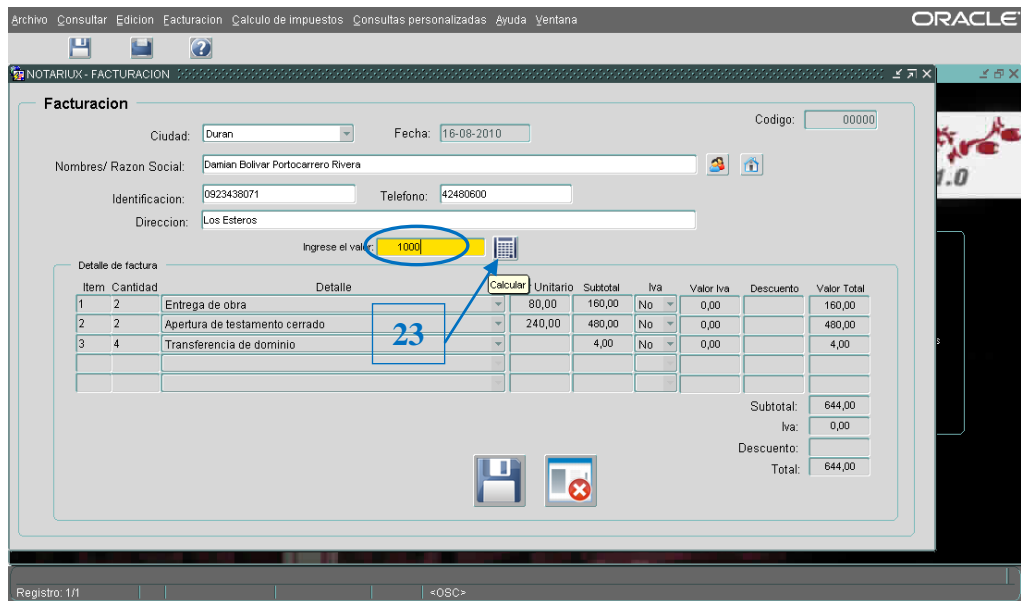 Archivo Consultar Edicion Facturacion Calculo de impuestos Consultas personalizadas Ayuda Ventana ORACLE
NOTARIUX - FACTURACION
Facturacion
Codigo: 00000
Ciudad: Duran Fecha: 16-08-2010
Nombres/ Razon Social: Damian Bolivar Portocarrero Rivera
1.0
Identificacion: 0923438071 Telefono: 42480600
Direccion: Los Esteros
Ingrese el valor: 1000
Detalle de factura
Item Cantidad Detalle Calcular Unitario Subtotal Iva Valor Iva Descuento Valor Total
1 2 Entrega de obra 80,00 160,00 No 0,00 160,00
2 2 Apertura de testamento cerrado 240,00 480,00 No 0,00 480,00
3 4 Transferencia de dominio 4,00 No 0,00 4,00
23
Subtotal: 644,00
Iva: 0,00
Descuento:
Total: 644,00
Registro: 1/1 <OSC>